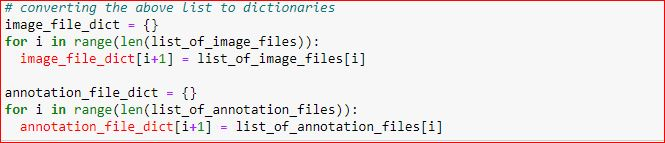 # converting the above list to dictionaries
image_file_dict = {}
for i in range(len(list_of_image_files)):
  image_file_dict[i+1] = list_of_image_files[i]

annotation_file_dict = {}
for i in range(len(list_of_annotation_files)):
  annotation_file_dict[i+1] = list_of_annotation_files[i]